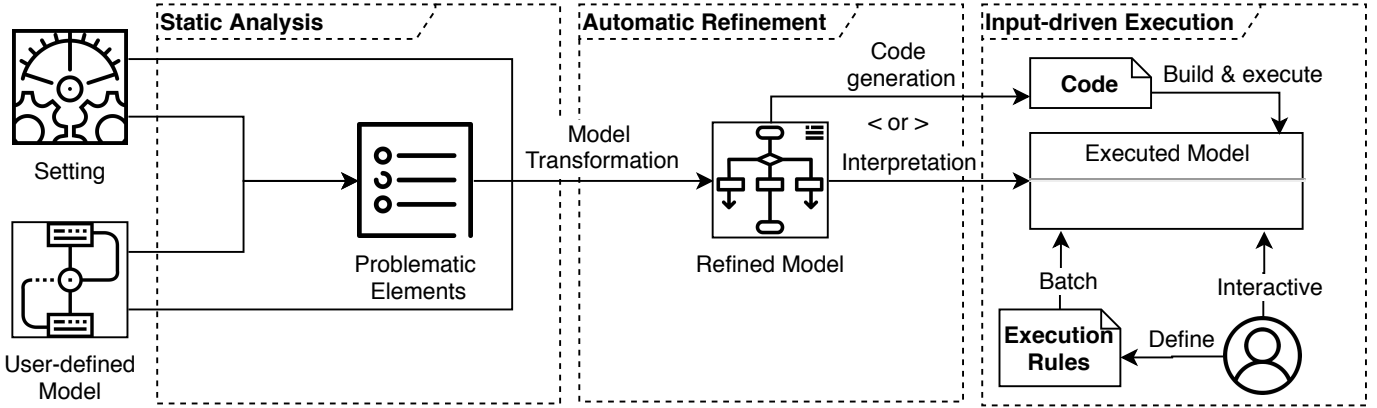 Static Analysis
Automatic Refinement
Input-driven Execution
Setting
User-defined
Model
Problematic
Elements
Model
Transformation
Refined Model
Code
generation
< or >
Interpretation
Code
Build & execute
Executed Model
Batch
Interactive
Execution
Rules
Define